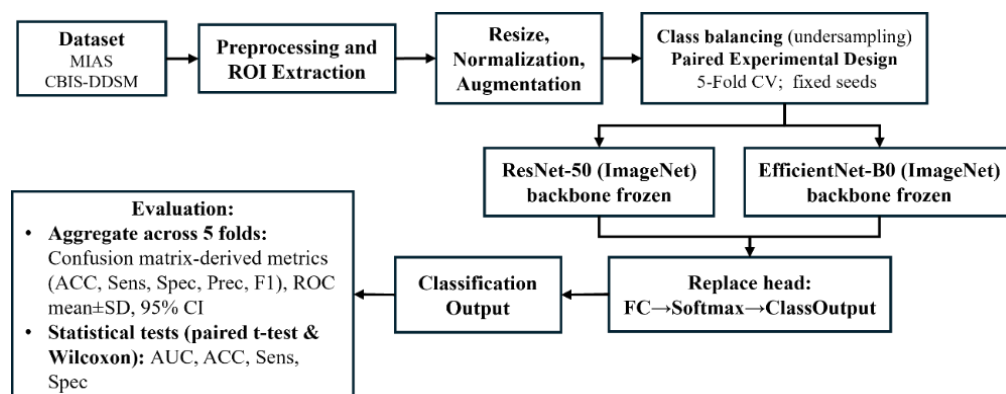 Dataset
MIAS
CBIS-DDSM
Preprocessing and
ROI Extraction
Resize,
Normalization,
Augmentation
Class balancing (undersampling)
Paired Experimental Design
5-Fold CV; fixed seeds
ResNet-50 (ImageNet)
backbone frozen
EfficientNet-B0 (ImageNet)
backbone frozen
Replace head:
FC→Softmax→ClassOutput
Classification
Output
Evaluation:
• Aggregate across 5 folds:
Confusion matrix-derived metrics
(ACC, Sens, Spec, Prec, F1), ROC
mean±SD, 95% CI
• Statistical tests (paired t-test &
Wilcoxon): AUC, ACC, Sens,
Spec